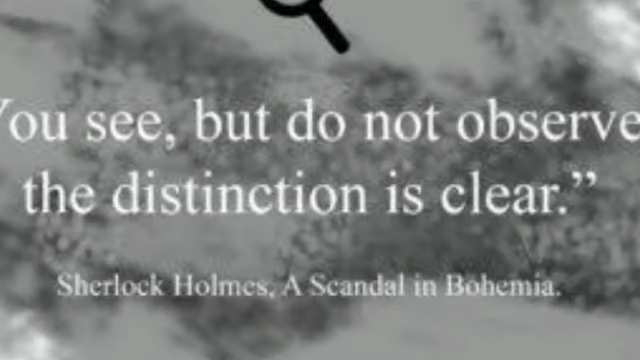 You see, but do not observe
the distinction is clear.”
Sherlock Holmes, A Scandal in Bohemia.